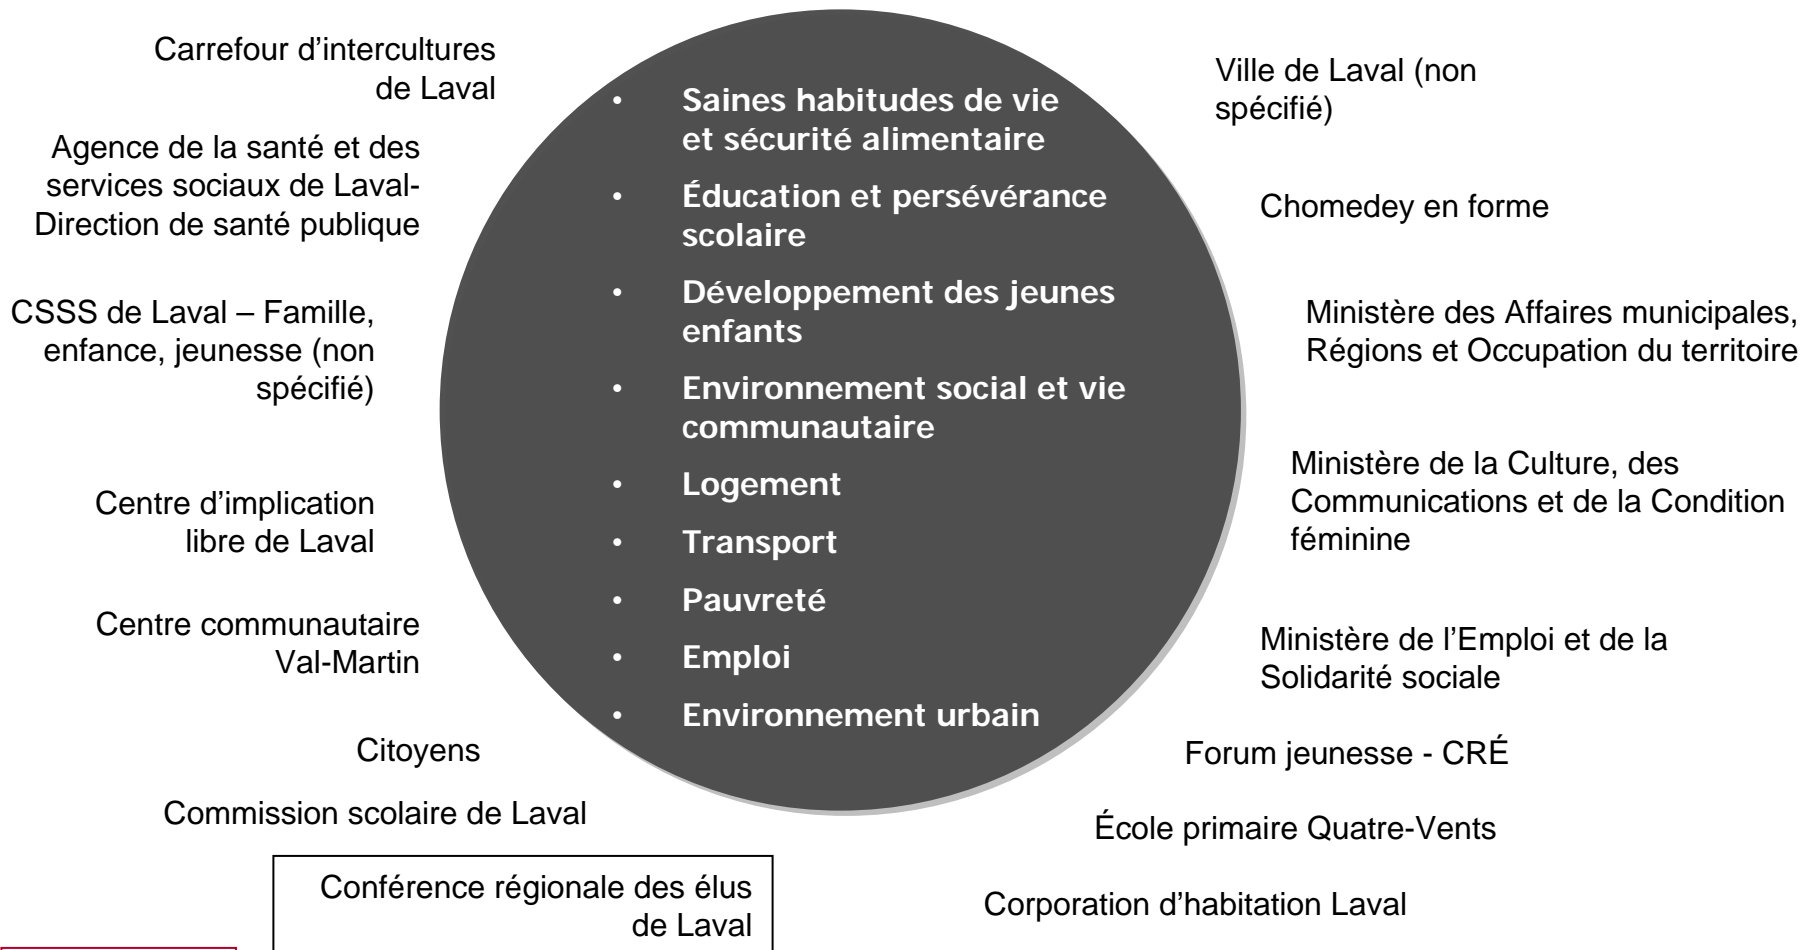 Carrefour d’intercultures
de Laval
Agence de la santé et des
services sociaux de Laval-
Direction de santé publique
CSSS de Laval – Famille,
enfance, jeunesse (non
spécifié)
Centre d’implication
libre de Laval
Centre communautaire
Val-Martin
Citoyens
Commission scolaire de Laval
Conférence régionale des élus
de Laval
• Saines habitudes de vie
et sécurité alimentaire
• Éducation et persévérance
scolaire
• Développement des jeunes
enfants
• Environnement social et vie
communautaire
• Logement
• Transport
• Pauvreté
• Emploi
• Environnement urbain
Ville de Laval (non
spécifié)
Chomedey en forme
Ministère des Affaires municipales,
Régions et Occupation du territoire
Ministère de la Culture, des
Communications et de la Condition
féminine
Ministère de l’Emploi et de la
Solidarité sociale
Forum jeunesse - CRÉ
École primaire Quatre-Vents
Corporation d’habitation Laval